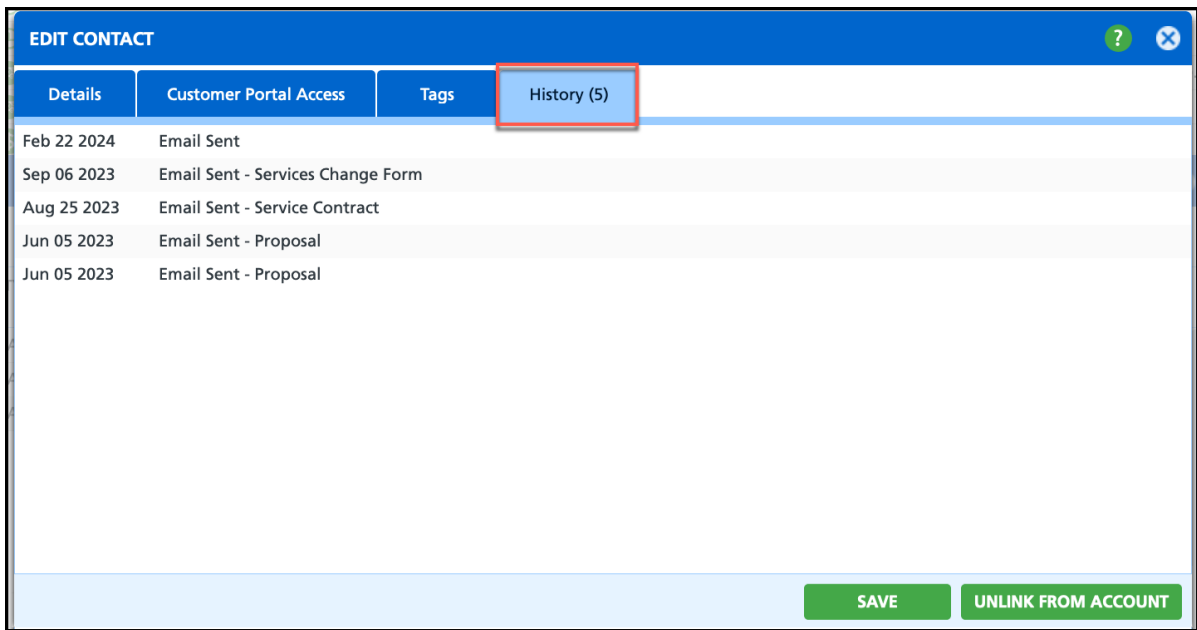 EDIT CONTACT ?
Details Customer Portal Access Tags History (5)
Feb 22 2024 Email Sent
Sep 06 2023 Email Sent - Services Change Form
Aug 25 2023 Email Sent - Service Contract
Jun 05 2023 Email Sent - Proposal
Jun 05 2023 Email Sent - Proposal
SAVE UNLINK FROM ACCOUNT